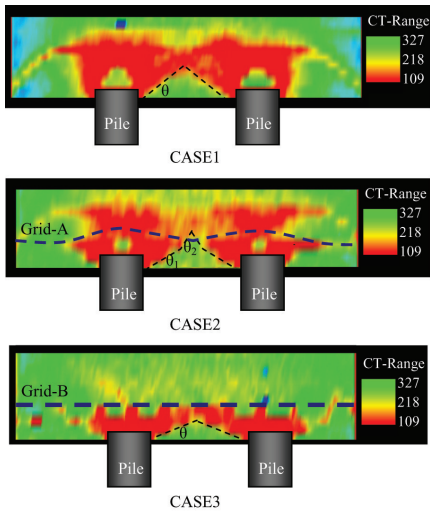 CT-Range
327
218
109
θ
Pile
Pile
CASE1
CT-Range
327
218
109
Grid-A
θ1
θ2
Pile
Pile
CASE2
CT-Range
327
218
109
Grid-B
θ
Pile
Pile
CASE3